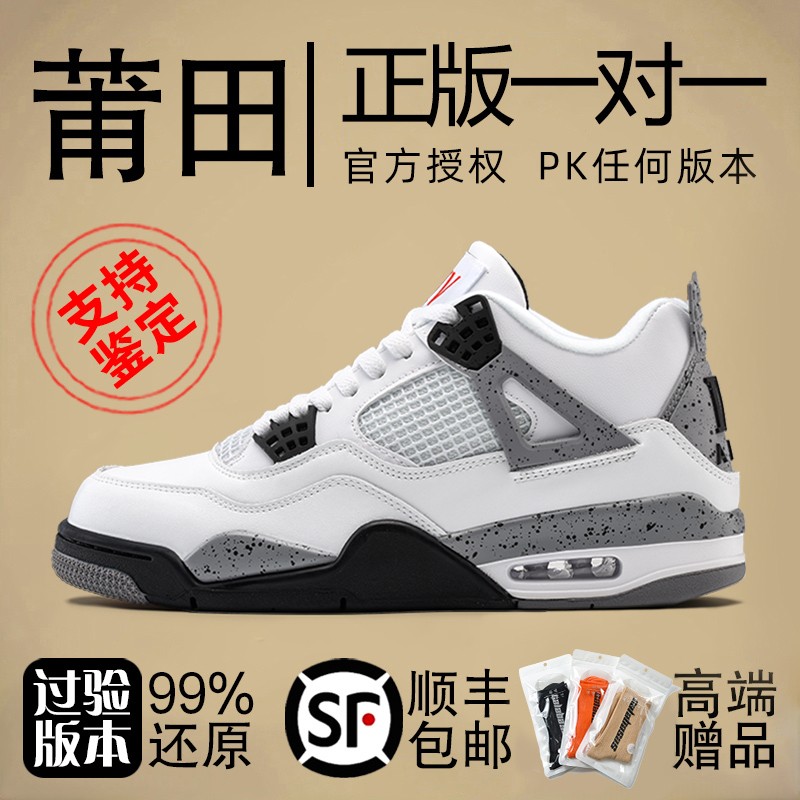 莆田
正版一对一
官方授权 PK任何版本
支持
鉴定
过验
版本
99%
还原
SF
顺丰
包邮
高端
赠品